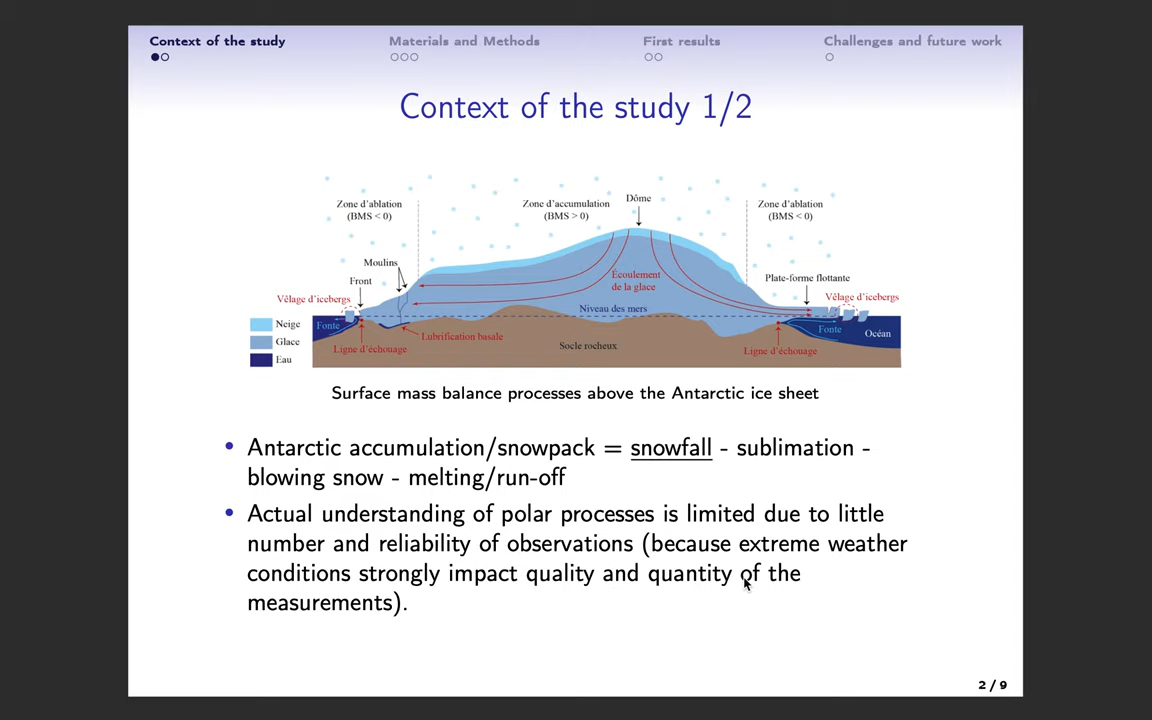 Context of the study
Materials and Methods
First results
Challenges and future work
Context of the study 1/2
Zone d'ablation
(BMS < 0)
Zone d'accumulation
(BMS > 0)
Dôme
Zone d'ablation
(BMS < 0)
Moulins
Front
Écoulement
de la glace
Plate-forme flottante
Vêlage d'icebergs
Vêlage d'icebergs
Niveau des mers
Neige
Fonte
Glace
Lubrification basale
Fonte
Océan
Ligne d'échouage
Socle rocheux
Ligne d'échouage
Eau
Surface mass balance processes above the Antarctic ice sheet
• Antarctic accumulation/snowpack = snowfall - sublimation -
blowing snow - melting/run-off
• Actual understanding of polar processes is limited due to little
number and reliability of observations (because extreme weather
conditions strongly impact quality and quantity of the
measurements).
2 / 9